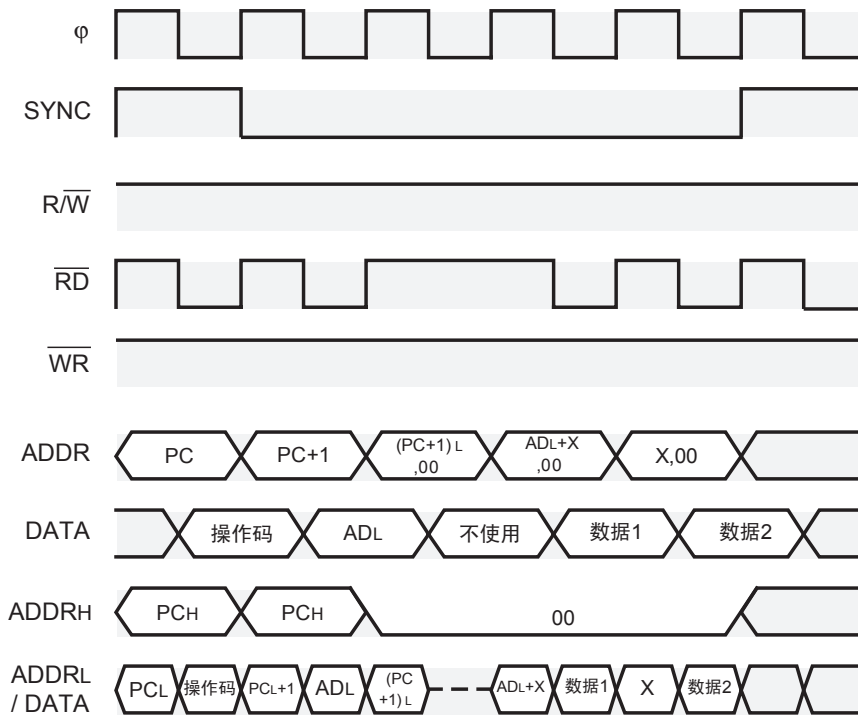 φ
SYNC
R/W̅
R̅D̅
W̅R̅
ADDR PC PC+1 (PC+1) L ,00 ADL+X ,00 X,00
DATA 操作码 ADL 不使用 数据1 数据2
ADDRH PCH PCH 00
ADDRL / DATA PCL 操作码 PCL+1 ADL (PC +1) L ADL+X 数据1 X 数据2